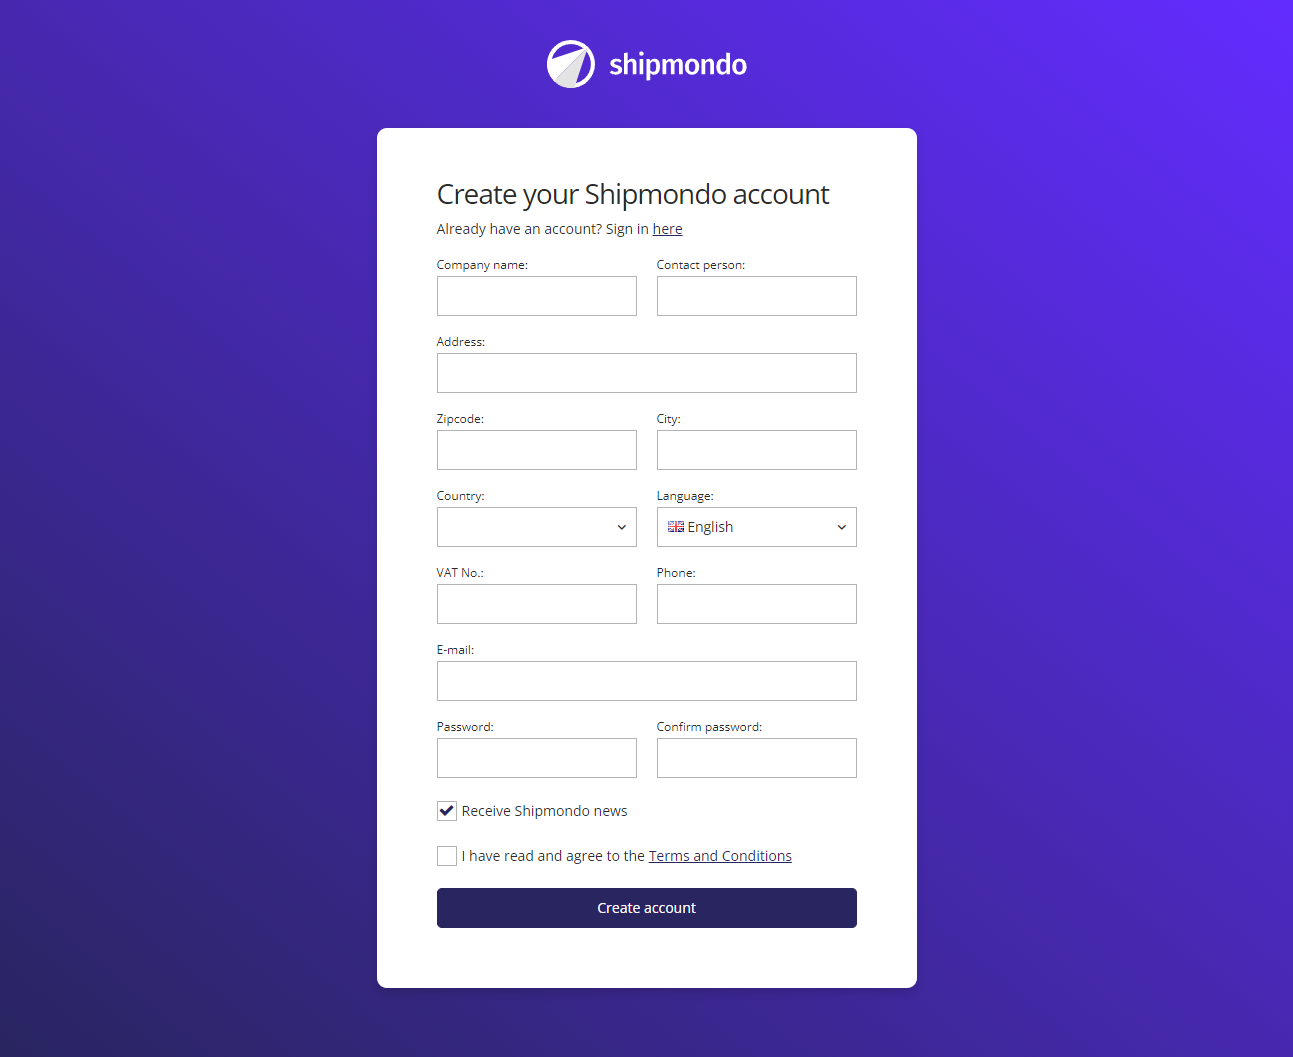 shipmondo
Create your Shipmondo account
Already have an account? Sign in here
Company name:
Contact person:
Address:
Zipcode:
City:
Country:
Language:
English
VAT No.:
Phone:
E-mail:
Password:
Confirm password:
Receive Shipmondo news
I have read and agree to the Terms and Conditions
Create account